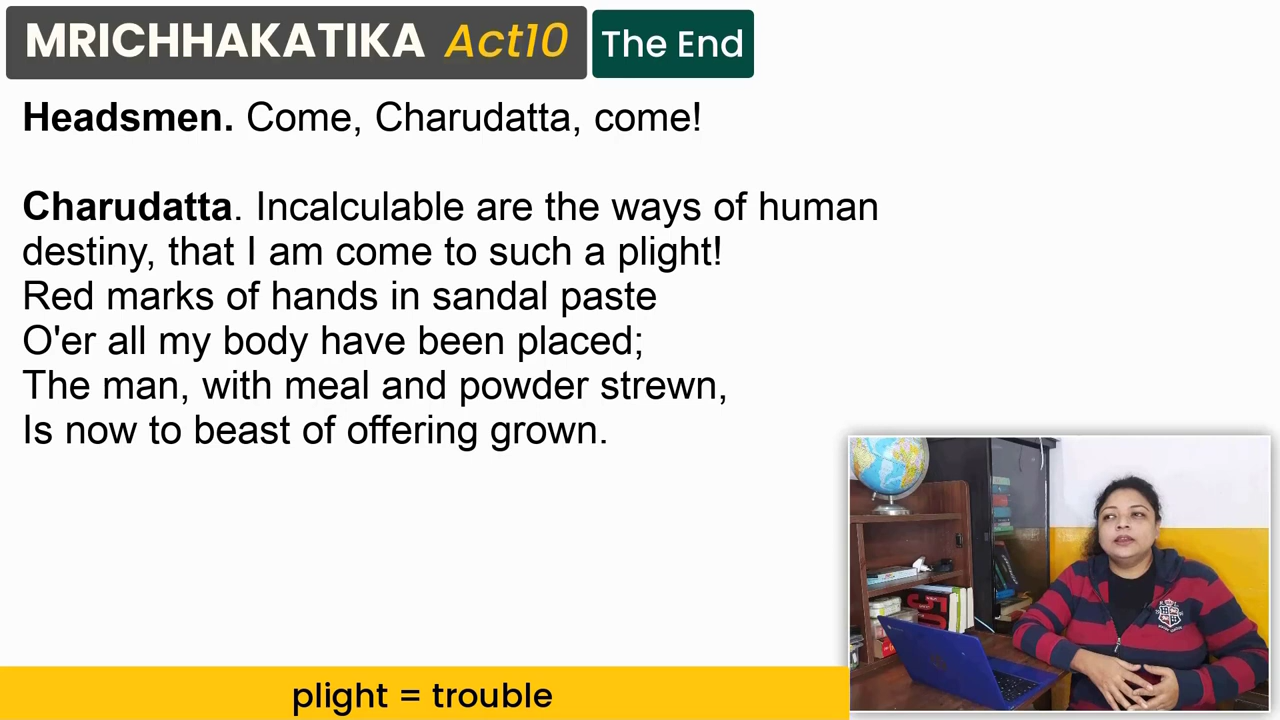 MRICHHAKATIKA Act10 The End
Headsmen. Come, Charudatta, come!
Charudatta. Incalculable are the ways of human
destiny, that I am come to such a plight!
Red marks of hands in sandal paste
O'er all my body have been placed;
The man, with meal and powder strewn,
Is now to beast of offering grown.
plight = trouble